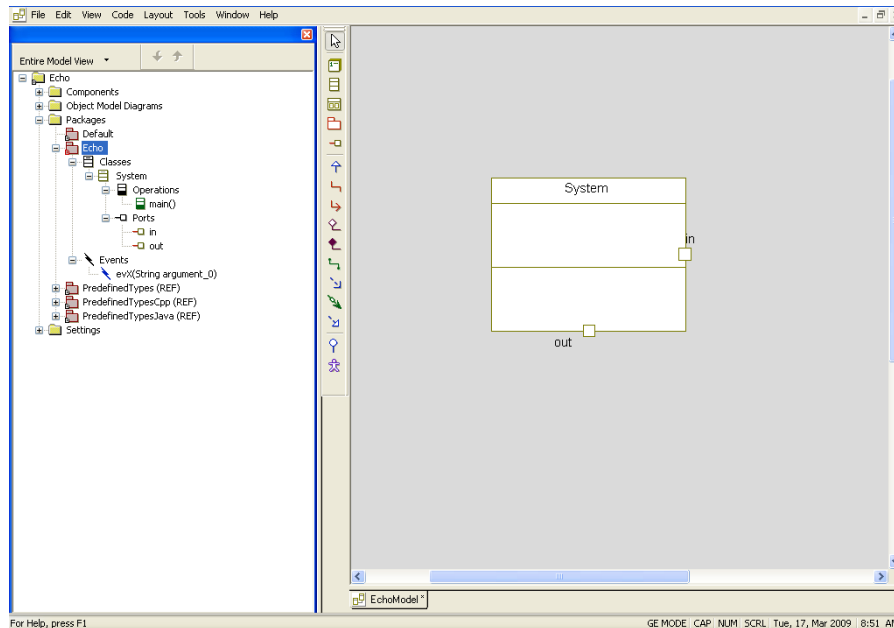 File Edit View Code Layout Tools Window Help
Entire Model View
Echo
Components
Object Model Diagrams
Packages
Default
Echo
Classes
System
Operations
main()
Ports
in
out
Events
evX(String argument_0)
PredefinedTypes (REF)
PredefinedTypesCpp (REF)
PredefinedTypesJava (REF)
Settings
System
in
out
EchoModel *
For Help, press F1
GE MODE CAP NUM SCRL Tue, 17, Mar 2009 8:51 A